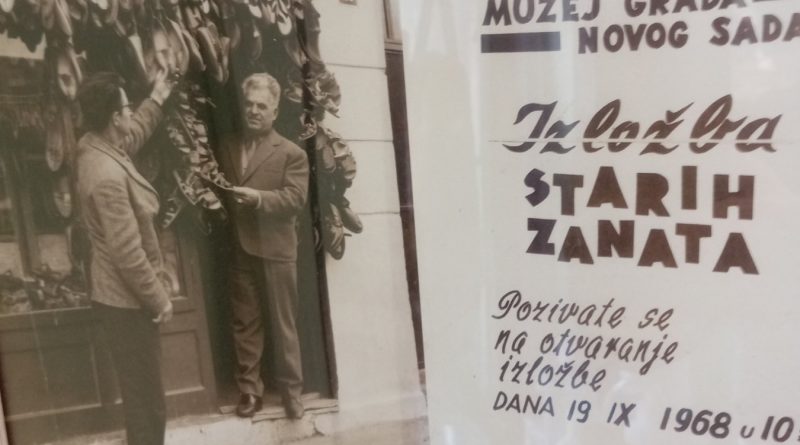 MUZEJ GRADA
NOVOG SADA
Izložba
STARIH
ZANATA
Pozivate se
na otvaranje
izložbe
DANA 19 IX 1968 u 10